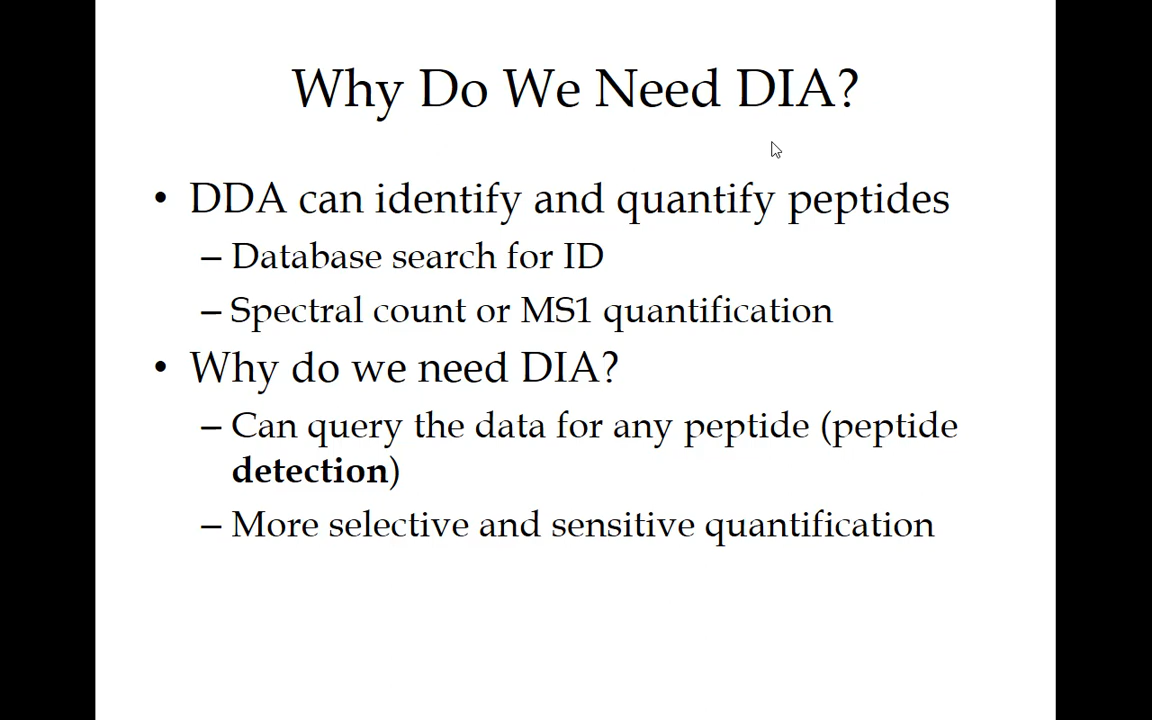 Why Do We Need DIA?
• DDA can identify and quantify peptides
– Database search for ID
– Spectral count or MS1 quantification
• Why do we need DIA?
– Can query the data for any peptide (peptide
detection)
– More selective and sensitive quantification